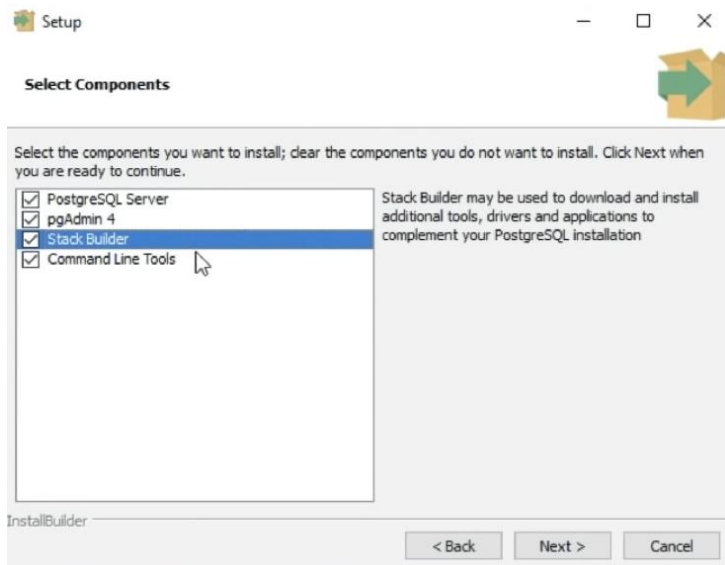 Setup
Select Components
Select the components you want to install; clear the components you do not want to install. Click Next when
you are ready to continue.
PostgreSQL Server
pgAdmin 4
Stack Builder
Command Line Tools
Stack Builder may be used to download and install
additional tools, drivers and applications to
complement your PostgreSQL installation
InstallBuilder
< Back
Next >
Cancel